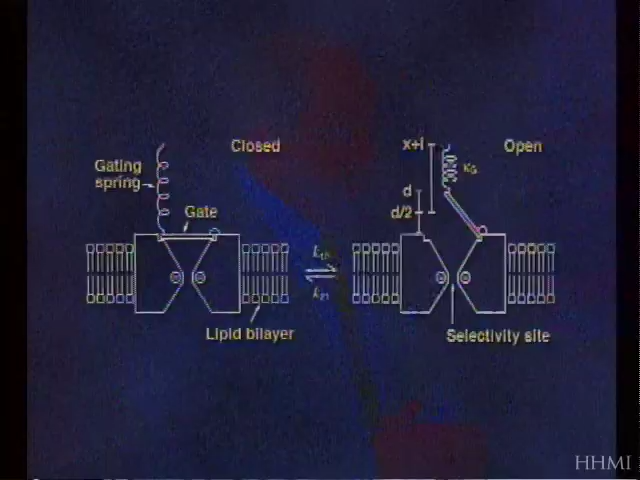 Closed
Gating
spring
Gate
Lipid bilayer
x+l
Open
d
d/2
Selectivity site
HHMI